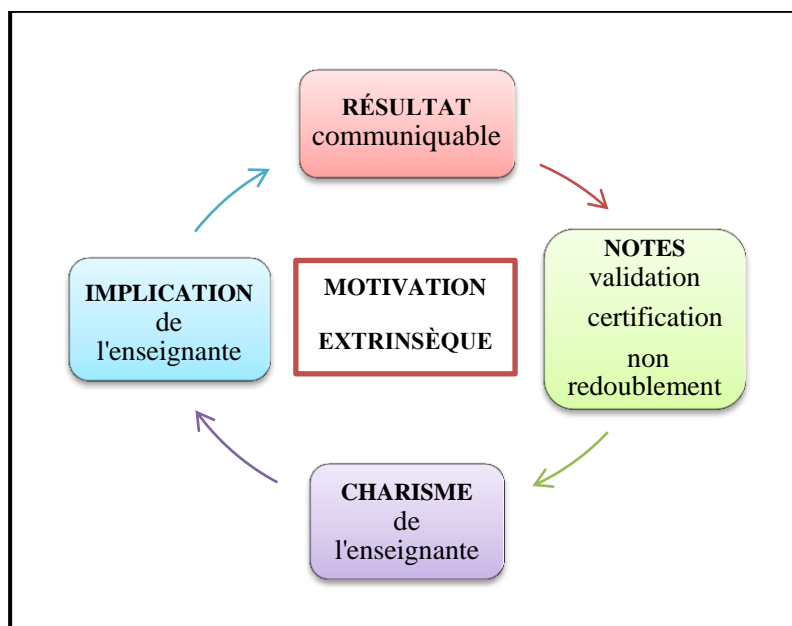 RÉSULTAT
communiquable
NOTES
validation
certification
non
redoublement
IMPLICATION
de
l'enseignante
MOTIVATION
EXTRINSÈQUE
CHARISME
de
l'enseignante